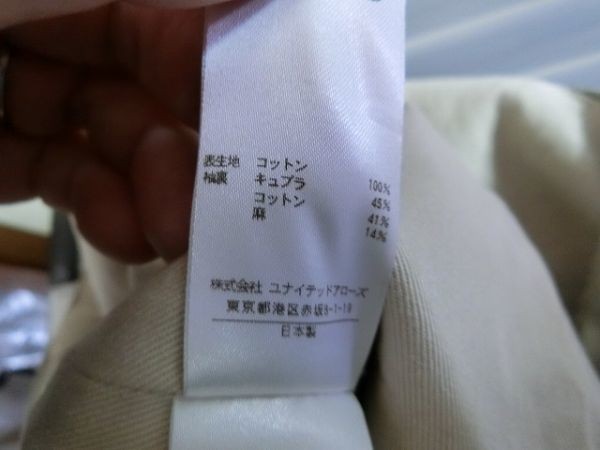 表生地 コットン 100%
袖裏 キュプラ 45%
コットン 41%
麻 14%
株式会社 ユナイテッドアローズ
東京都港区赤坂8-1-19
日本製